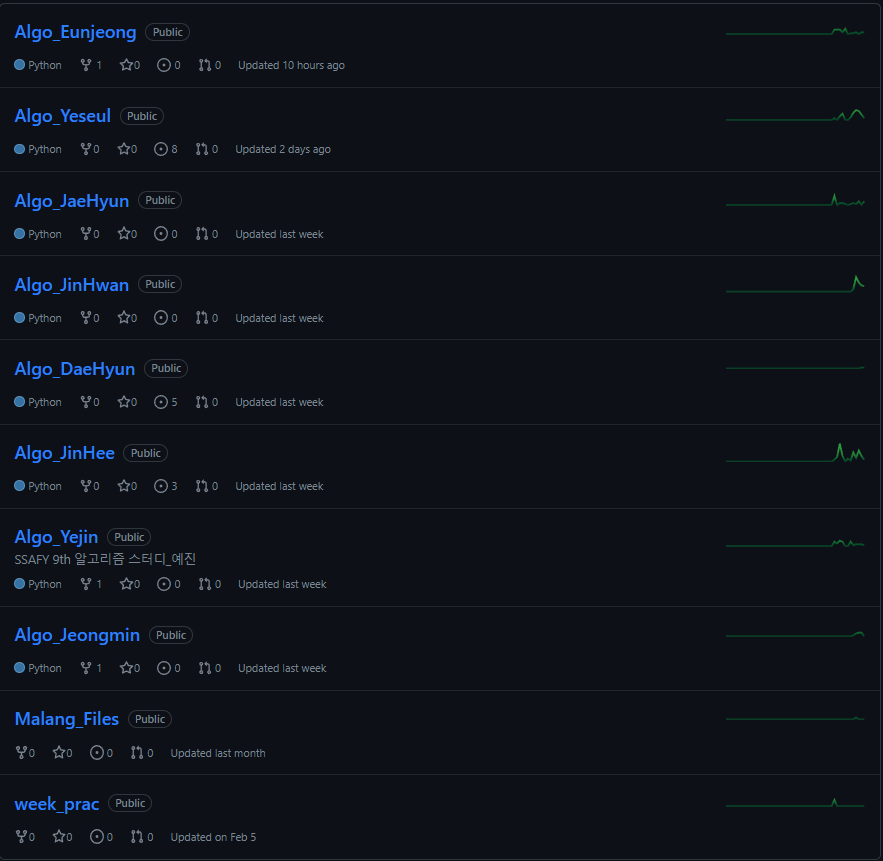 Algo_Eunjeong Public
Python 1 0 0 0 Updated 10 hours ago
Algo_Yeseul Public
Python 0 0 8 0 Updated 2 days ago
Algo_JaeHyun Public
Python 0 0 0 0 Updated last week
Algo_JinHwan Public
Python 0 0 0 0 Updated last week
Algo_DaeHyun Public
Python 0 0 5 0 Updated last week
Algo_JinHee Public
Python 0 0 3 0 Updated last week
Algo_Yejin Public
SSAFY 9th 알고리즘 스터디_예진
Python 1 0 0 0 Updated last week
Algo_Jeongmin Public
Python 1 0 0 0 Updated last week
Malang_Files Public
0 0 0 0 Updated last month
week_prac Public
0 0 0 0 Updated on Feb 5